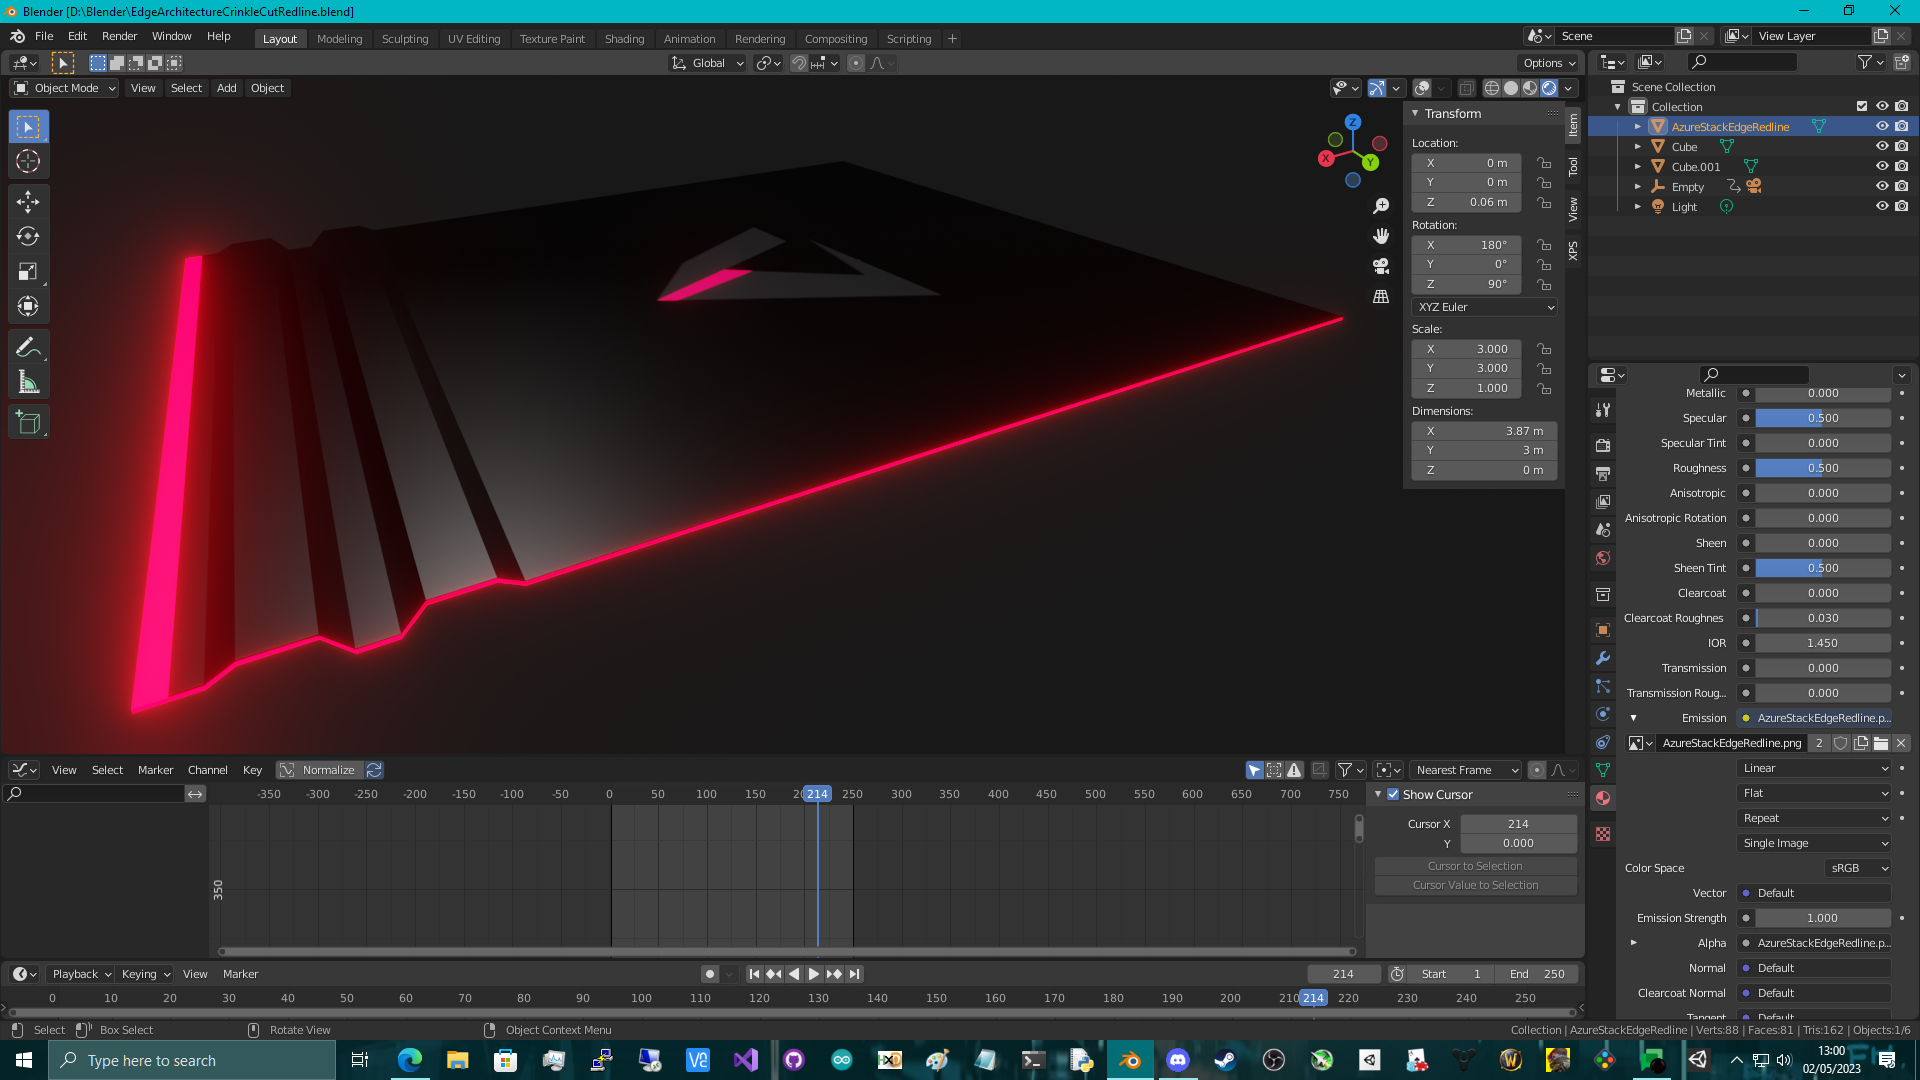 Blender [D:\Blender\EdgeArchitectureCrinkleCutRedline.blend]
File Edit Render Window Help Layout Modeling Sculpting UV Editing Texture Paint Shading Animation Rendering Compositing Scripting + Scene View Layer
Global Options
Object Mode View Select Add Object
Scene Collection
Collection
AzureStackEdgeRedline
Cube
Cube.001
Empty
Light
Transform
Location:
X 0 m
Y 0 m
Z 0.06 m
Rotation:
X 180°
Y 0°
Z 90°
XYZ Euler
Scale:
X 3.000
Y 3.000
Z 1.000
Dimensions:
X 3.87 m
Y 3 m
Z 0 m
Item
Tool
View
XPS
Z
X
Y
Metallic 0.000
Specular 0.500
Specular Tint 0.000
Roughness 0.500
Anisotropic 0.000
Anisotropic Rotation 0.000
Sheen 0.000
Sheen Tint 0.500
Clearcoat 0.000
Clearcoat Roughnes 0.030
IOR 1.450
Transmission 0.000
Transmission Roug... 0.000
Emission AzureStackEdgeRedline.p...
AzureStackEdgeRedline.png 2
Linear
Flat
Repeat
Single Image
Color Space sRGB
Vector Default
Emission Strength 1.000
Alpha AzureStackEdgeRedline.p...
Normal Default
Clearcoat Normal Default
Tangent Default
View Select Marker Channel Key Normalize Nearest Frame
-350 -300 -250 -200 -150 -100 -50 0 50 100 150 214 250 300 350 400 450 500 550 600 650 700 750
350
Show Cursor
Cursor X 214
Y 0.000
Cursor to Selection
Cursor Value to Selection
Playback Keying View Marker 214 Start 1 End 250
0 10 20 30 40 50 60 70 80 90 100 110 120 130 140 150 160 170 180 190 200 210 214 220 230 240 250
Select Box Select Rotate View Object Context Menu
Collection | AzureStackEdgeRedline | Verts:88 | Faces:81 | Tris:162 | Objects:1/6
Type here to search
13:00
02/05/2023